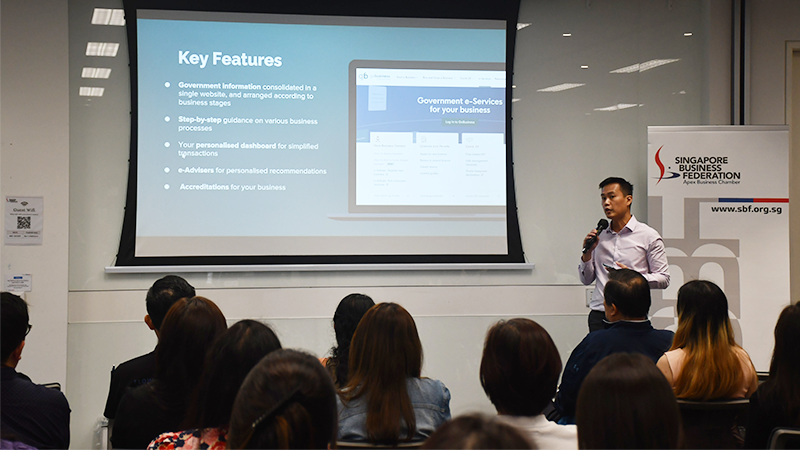 Key Features
Government information consolidated in a
single website, and arranged according to
business stages
Step-by-step guidance on various business
processes
Your personalised dashboard for simplified
transactions
e-Advisers for personalised recommendations
Accreditations for your business
Government e-Services
for your business
SINGAPORE
BUSINESS
FEDERATION
Apex Business Chamber
www.sbf.org.sg
Guest Wifi